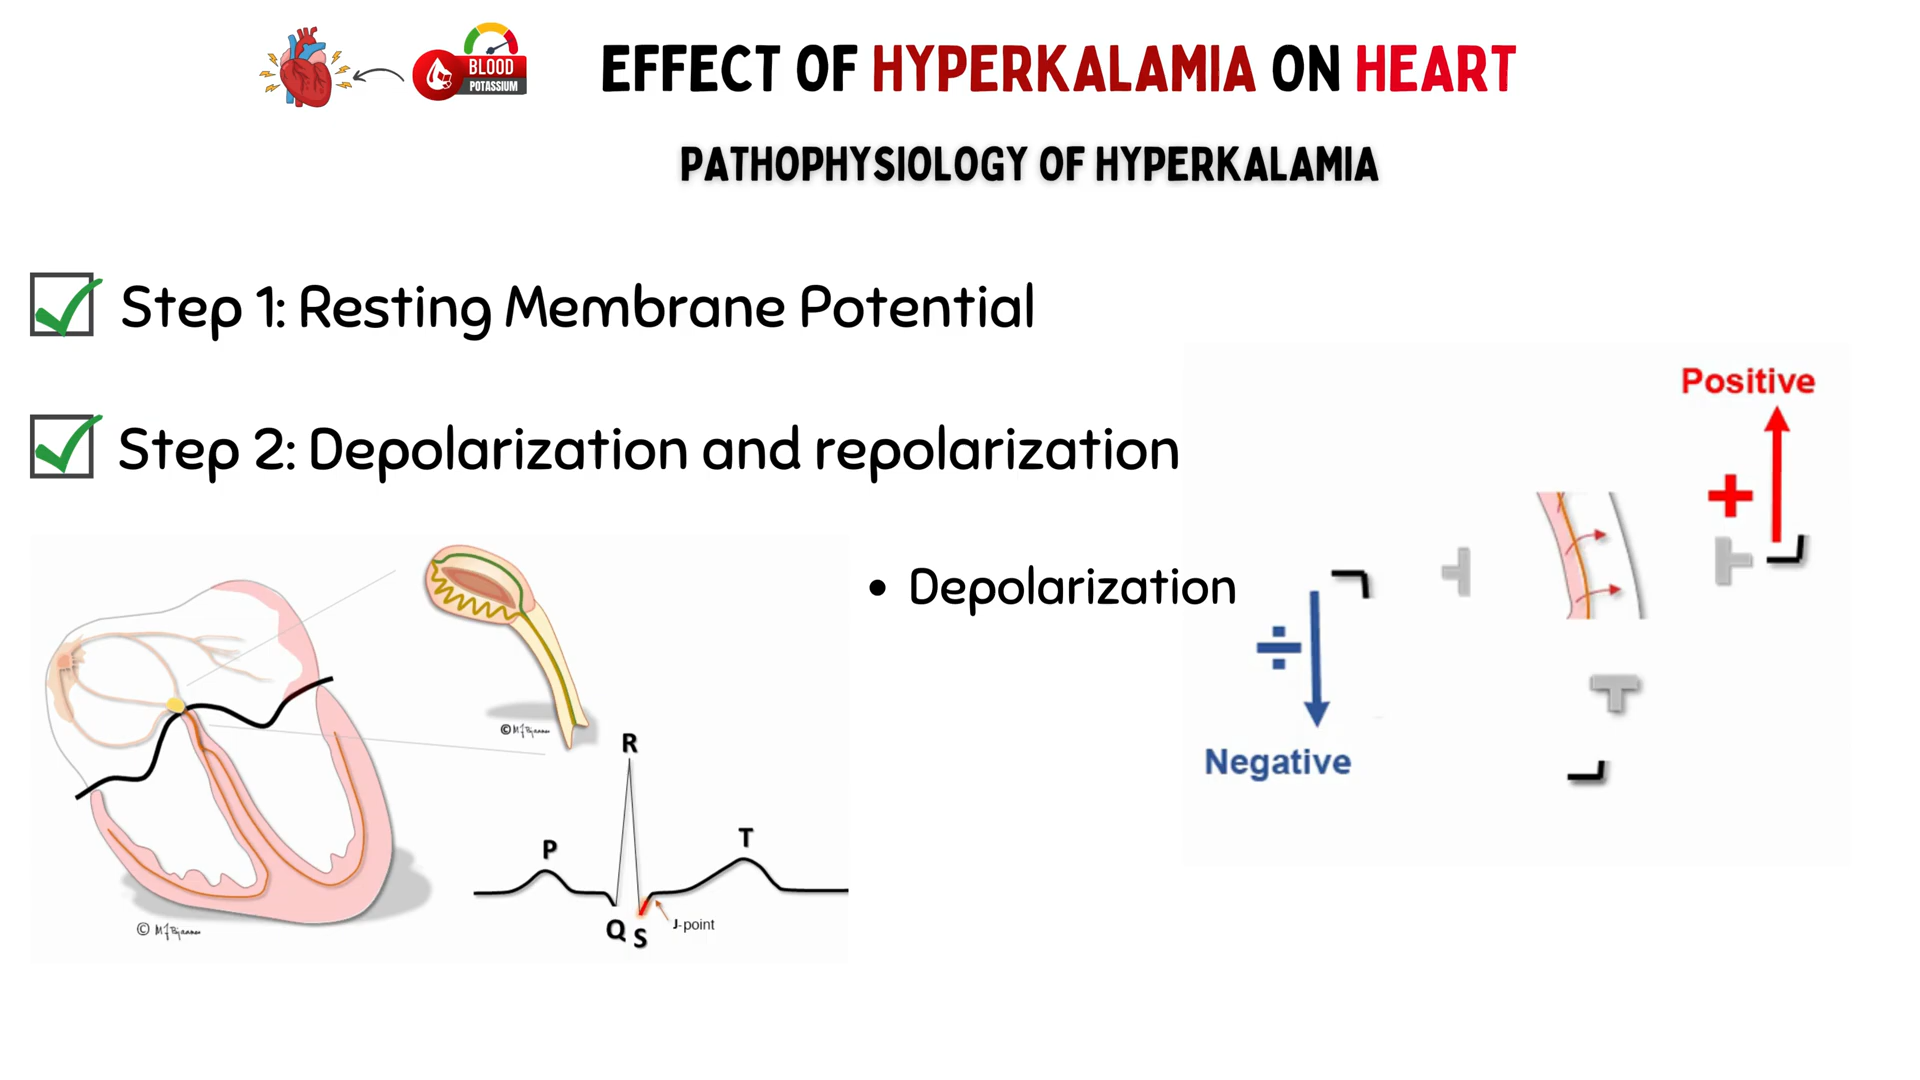 BLOOD
POTASSIUM
EFFECT OF HYPERKALAMIA ON HEART
PATHOPHYSIOLOGY OF HYPERKALAMIA
Step 1: Resting Membrane Potential
Step 2: Depolarization and repolarization
• Depolarization
Positive
+
÷
Negative
©
R
P
T
Q S
J-point
©